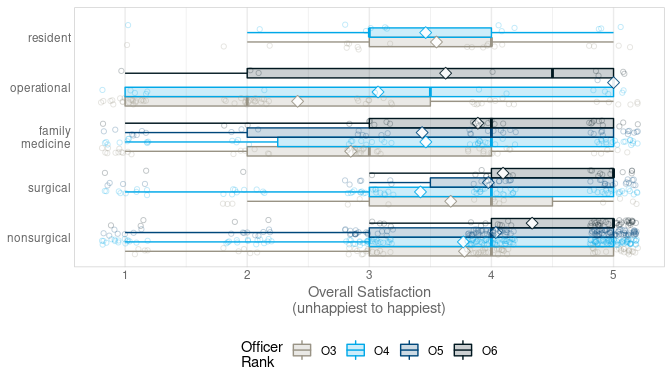 resident
operational
family
medicine
surgical
nonsurgical
1 2 3 4 5
Overall Satisfaction
(unhappiest to happiest)
Officer
Rank
O3 O4 O5 O6